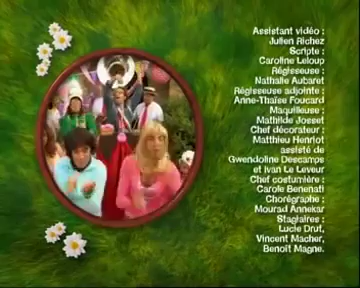 Assistant vidéo :
Julien Richez
Scripte :
Caroline Leloup
Régisseuse :
Nathalie Aubaret
Régisseuse adjointe :
Anne-Thaïse Foucard
Maquilleuse :
Mathilde Josset
Chef décorateur :
Matthieu Henriot
assisté de
Gwendoline Descamps
et Ivan Le Leveur
Chef costumière :
Carole Benenati
Chorégraphe :
Mourad Annekar
Stagiaires :
Lucie Drut,
Vincent Macher,
Benoît Magne.